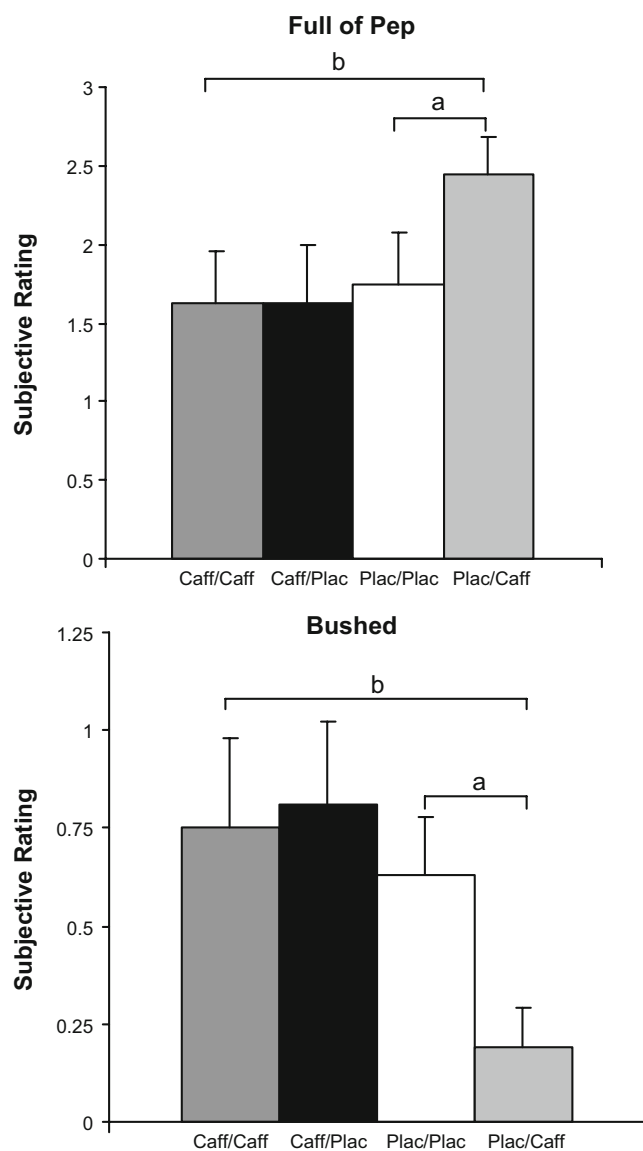 Full of Pep
b
a
3
2.5
2
1.5
1
0.5
0
Subjective Rating
Caff/Caff Caff/Plac Plac/Plac Plac/Caff
Bushed
b
a
1.25
1
0.75
0.5
0.25
0
Subjective Rating
Caff/Caff Caff/Plac Plac/Plac Plac/Caff